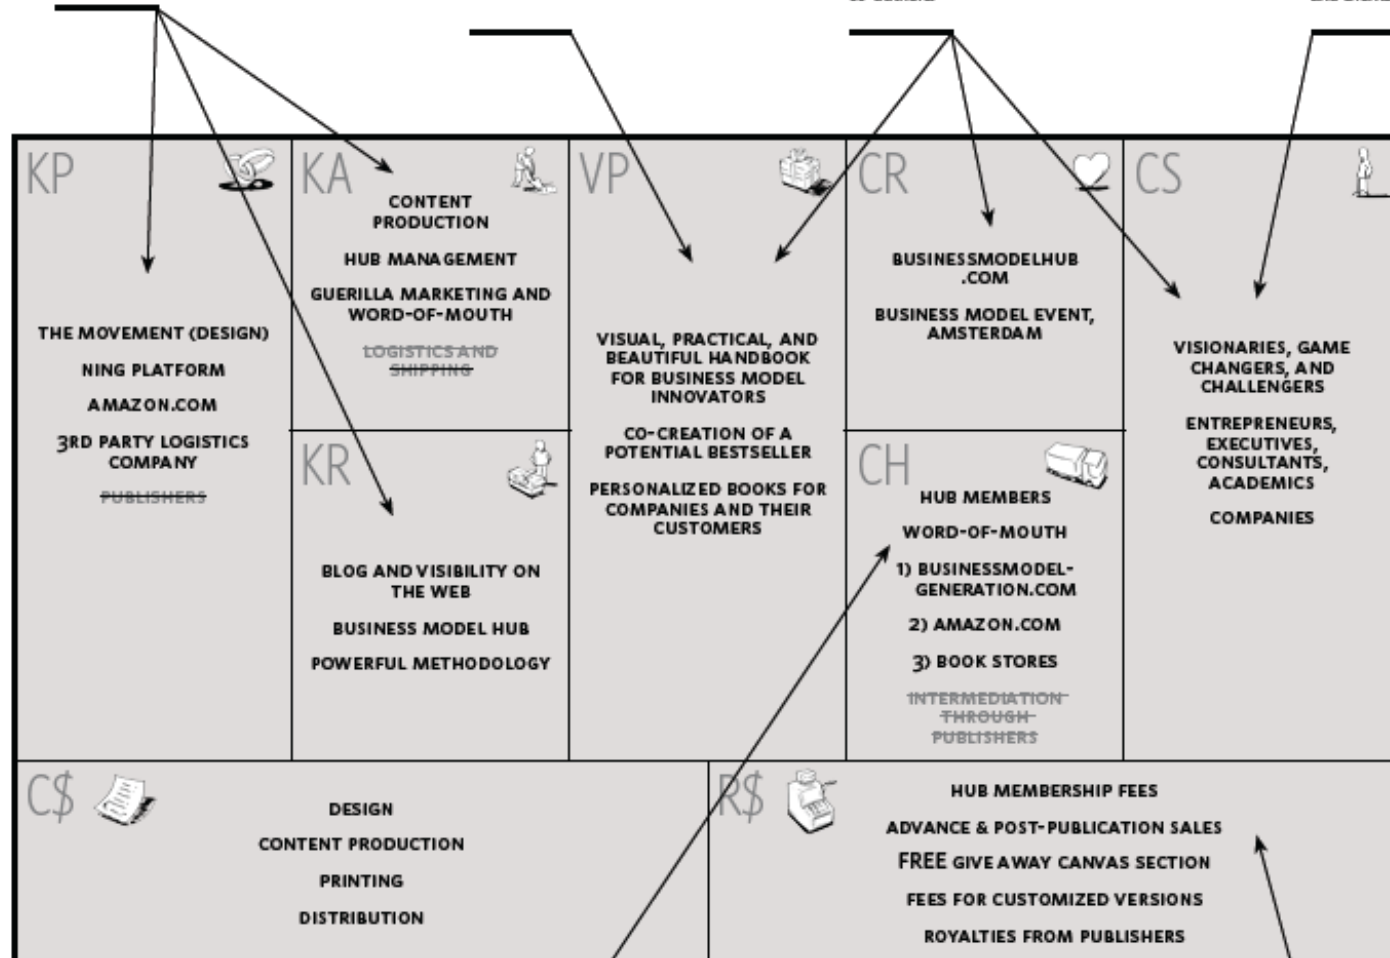 KP
THE MOVEMENT (DESIGN)
NING PLATFORM
AMAZON.COM
3RD PARTY LOGISTICS
COMPANY
PUBLISHERS
KA
CONTENT
PRODUCTION
HUB MANAGEMENT
GUERILLA MARKETING AND
WORD-OF-MOUTH
LOGISTICS AND
SHIPPING
KR
BLOG AND VISIBILITY ON
THE WEB
BUSINESS MODEL HUB
POWERFUL METHODOLOGY
VP
VISUAL, PRACTICAL, AND
BEAUTIFUL HANDBOOK
FOR BUSINESS MODEL
INNOVATORS
CO-CREATION OF A
POTENTIAL BESTSELLER
PERSONALIZED BOOKS FOR
COMPANIES AND THEIR
CUSTOMERS
CR
BUSINESSMODELHUB
.COM
BUSINESS MODEL EVENT,
AMSTERDAM
CH
HUB MEMBERS
WORD-OF-MOUTH
1) BUSINESSMODEL-
GENERATION.COM
2) AMAZON.COM
3) BOOK STORES
INTERMEDIATION
THROUGH
PUBLISHERS
CS
VISIONARIES, GAME
CHANGERS, AND
CHALLENGERS
ENTREPRENEURS,
EXECUTIVES,
CONSULTANTS,
ACADEMICS
COMPANIES
C$
DESIGN
CONTENT PRODUCTION
PRINTING
DISTRIBUTION
R$
HUB MEMBERSHIP FEES
ADVANCE & POST-PUBLICATION SALES
FREE GIVE AWAY CANVAS SECTION
FEES FOR CUSTOMIZED VERSIONS
ROYALTIES FROM PUBLISHERS